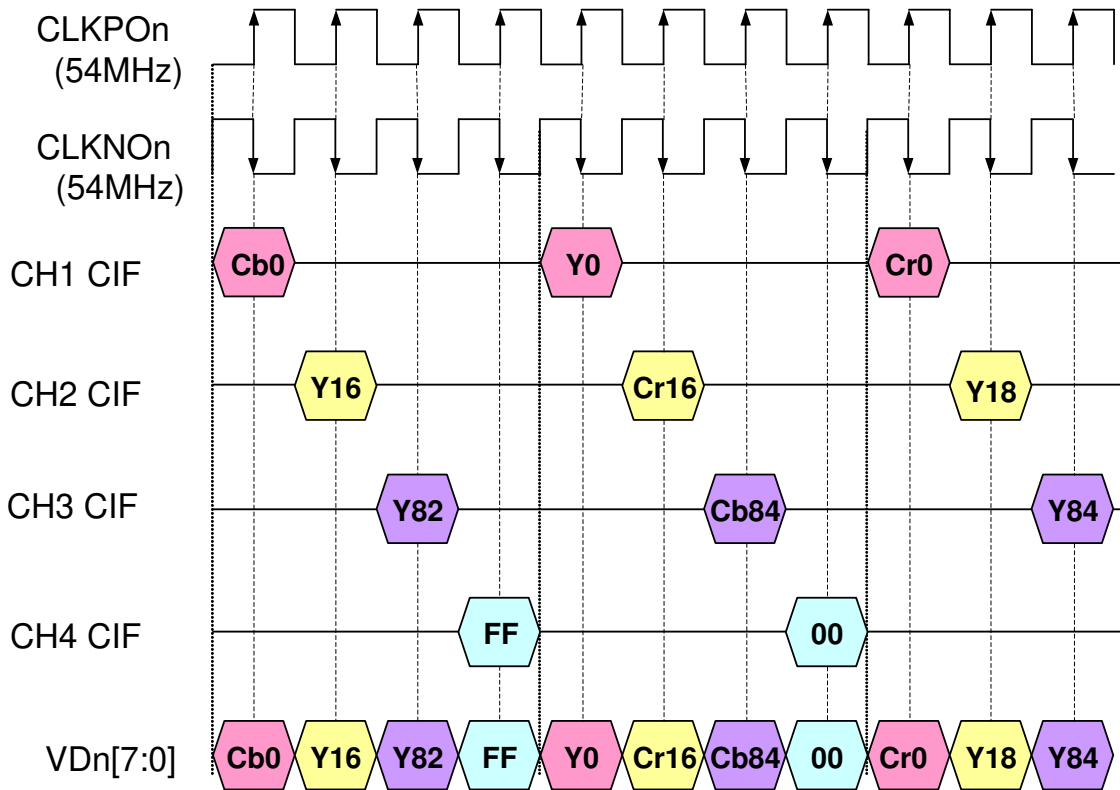 CLKPOn
(54MHz)
CLKNOn
(54MHz)
CH1 CIF
Cb0
Y0
Cr0
CH2 CIF
Y16
Cr16
Y18
CH3 CIF
Y82
Cb84
Y84
CH4 CIF
FF
00
VDn[7:0]
Cb0
Y16
Y82
FF
Y0
Cr16
Cb84
00
Cr0
Y18
Y84